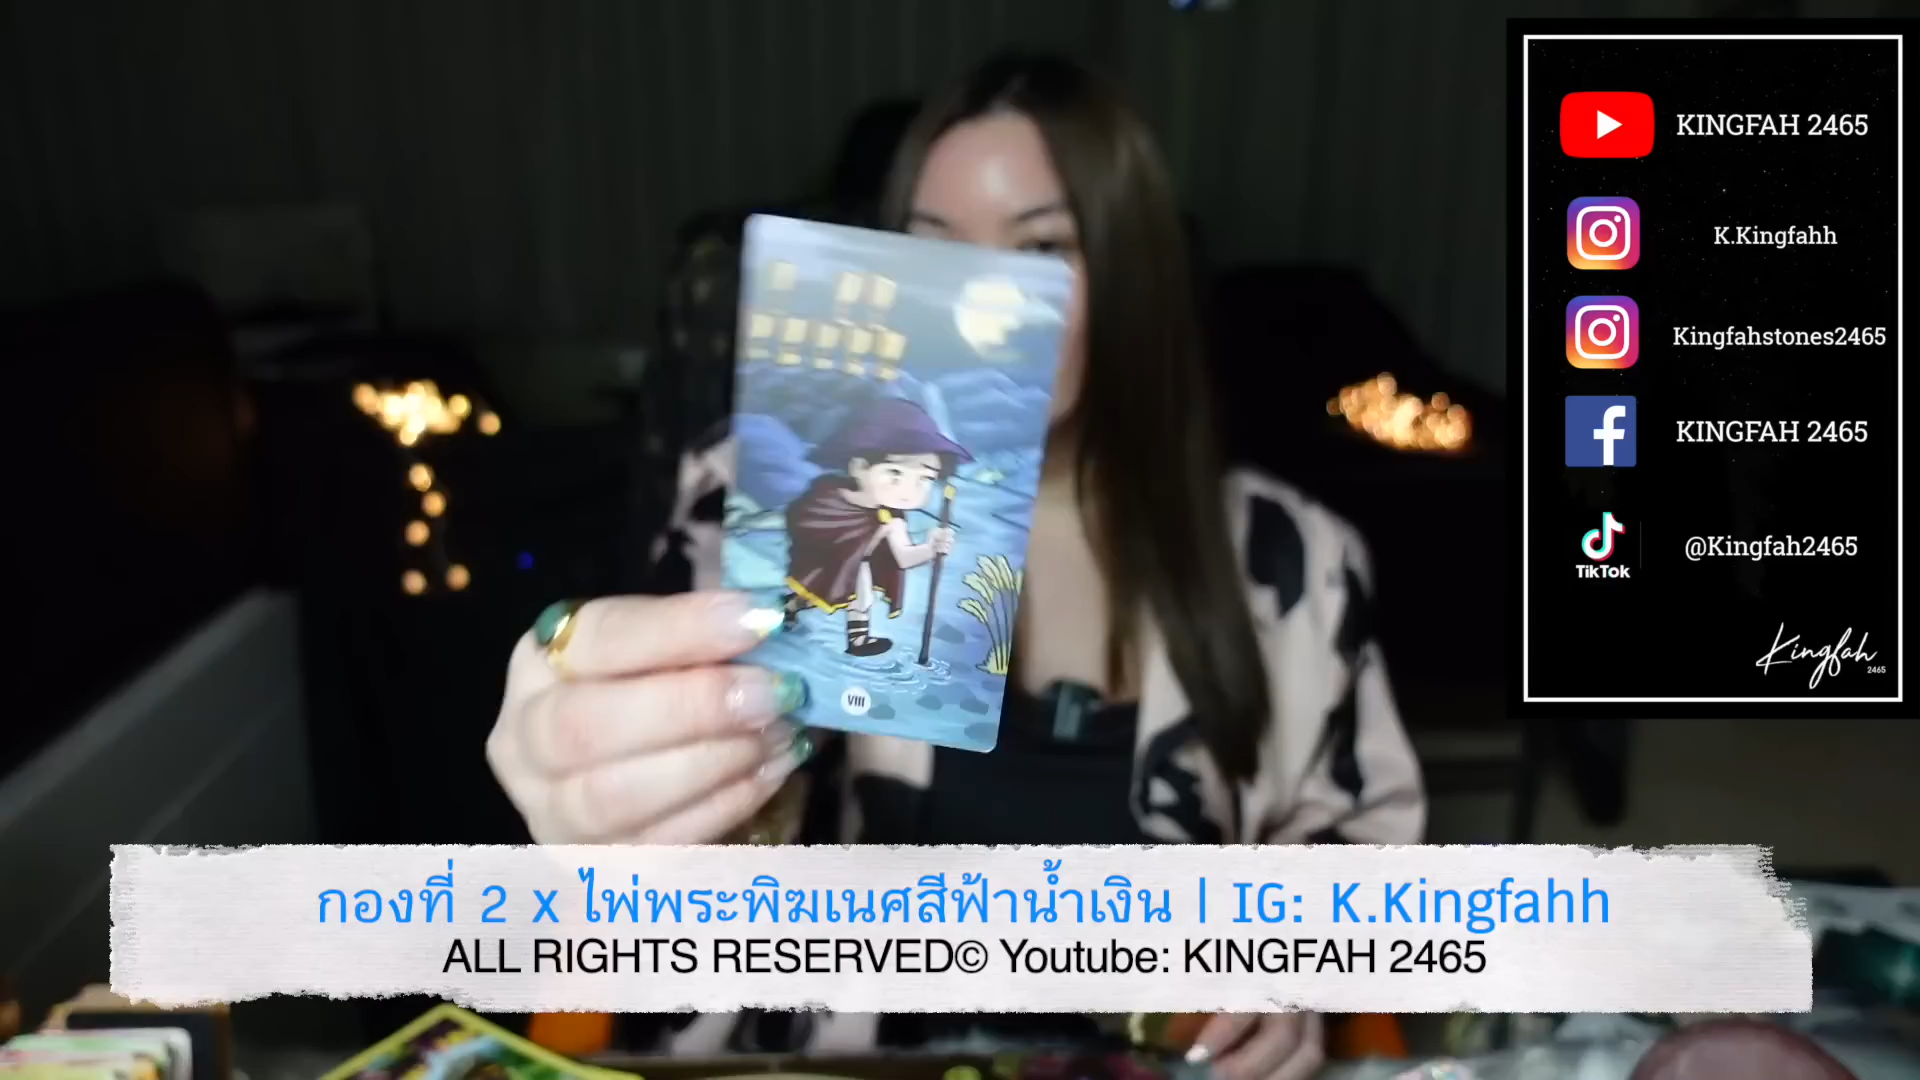 KINGFAH 2465
K.Kingfahh
Kingfahstones2465
KINGFAH 2465
TikTok
@Kingfah2465
Kingfah
2465
VIII
กองที่ 2 x ไพ่พระพิฆเนศสีฟ้าน้ำเงิน | IG: K.Kingfahh
ALL RIGHTS RESERVED© Youtube: KINGFAH 2465